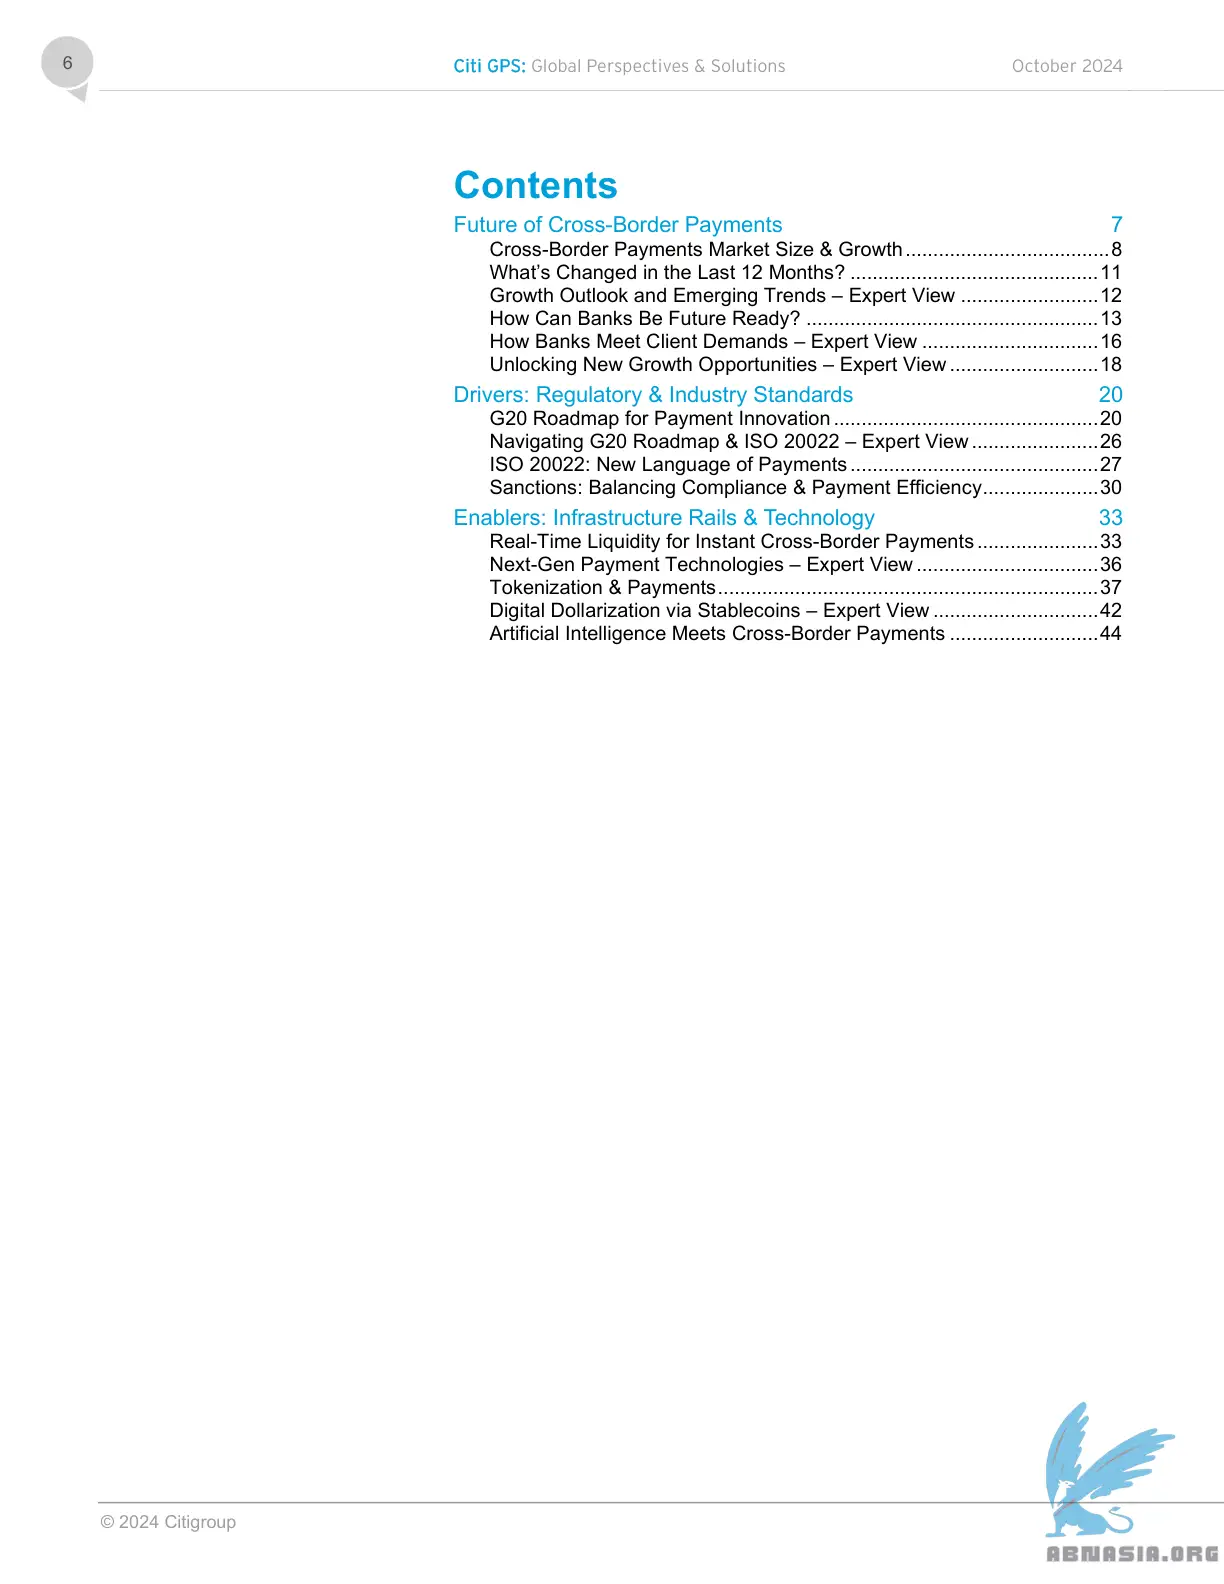 6
Citi GPS: Global Perspectives & Solutions
October 2024
Contents
Future of Cross-Border Payments 7
Cross-Border Payments Market Size & Growth.....................................8
What’s Changed in the Last 12 Months? .............................................11
Growth Outlook and Emerging Trends – Expert View .........................12
How Can Banks Be Future Ready? .....................................................13
How Banks Meet Client Demands – Expert View ................................16
Unlocking New Growth Opportunities – Expert View ...........................18
Drivers: Regulatory & Industry Standards 20
G20 Roadmap for Payment Innovation ................................................20
Navigating G20 Roadmap & ISO 20022 – Expert View .......................26
ISO 20022: New Language of Payments .............................................27
Sanctions: Balancing Compliance & Payment Efficiency.....................30
Enablers: Infrastructure Rails & Technology 33
Real-Time Liquidity for Instant Cross-Border Payments ......................33
Next-Gen Payment Technologies – Expert View .................................36
Tokenization & Payments.....................................................................37
Digital Dollarization via Stablecoins – Expert View ..............................42
Artificial Intelligence Meets Cross-Border Payments ...........................44
© 2024 Citigroup
ABNASIA.ORG